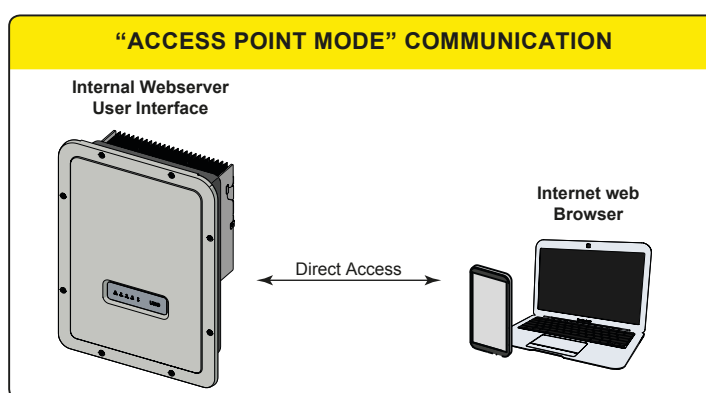 “ACCESS POINT MODE” COMMUNICATION
Internal Webserver
User Interface
Internet web
Browser
Direct Access